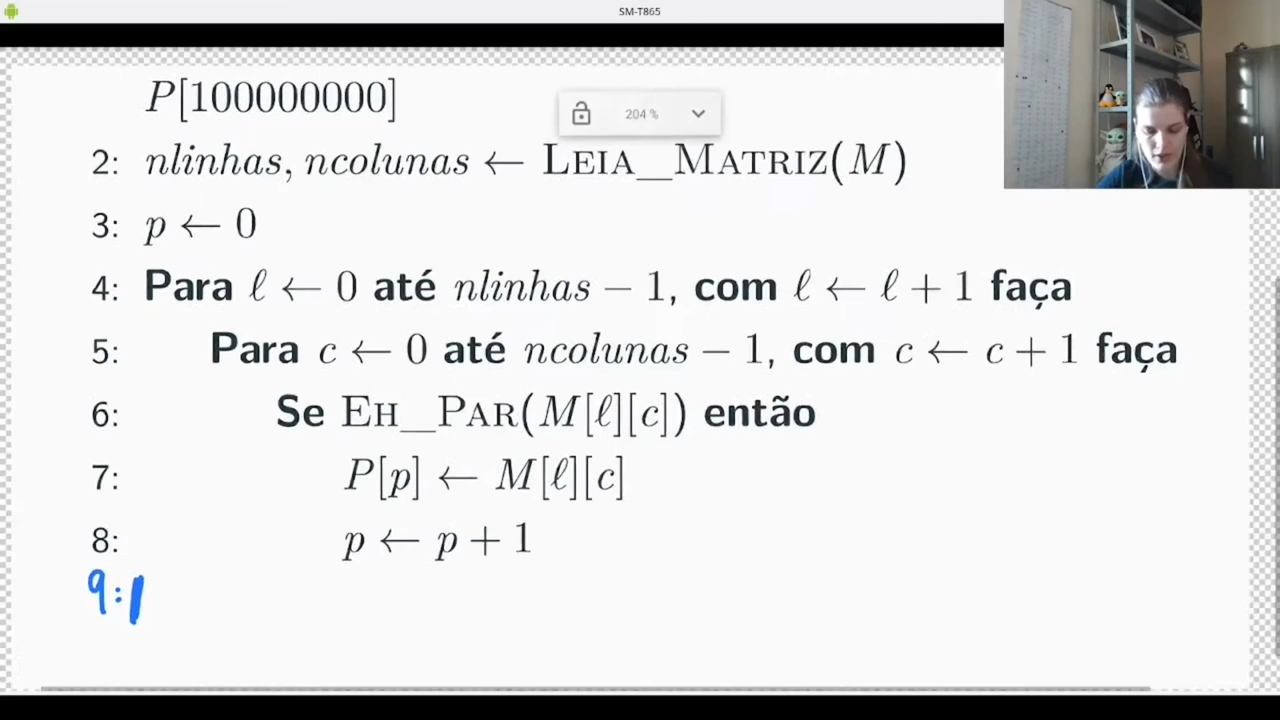 SM-T865
P[100000000]
204 %
2: nlinhas, ncolunas ← LEIA_MATRIZ(M)
3: p ← 0
4: Para ℓ ← 0 até nlinhas − 1, com ℓ ← ℓ + 1 faça
5: Para c ← 0 até ncolunas − 1, com c ← c + 1 faça
6: Se EH_PAR(M[ℓ][c]) então
7: P[p] ← M[ℓ][c]
8: p ← p + 1
9: